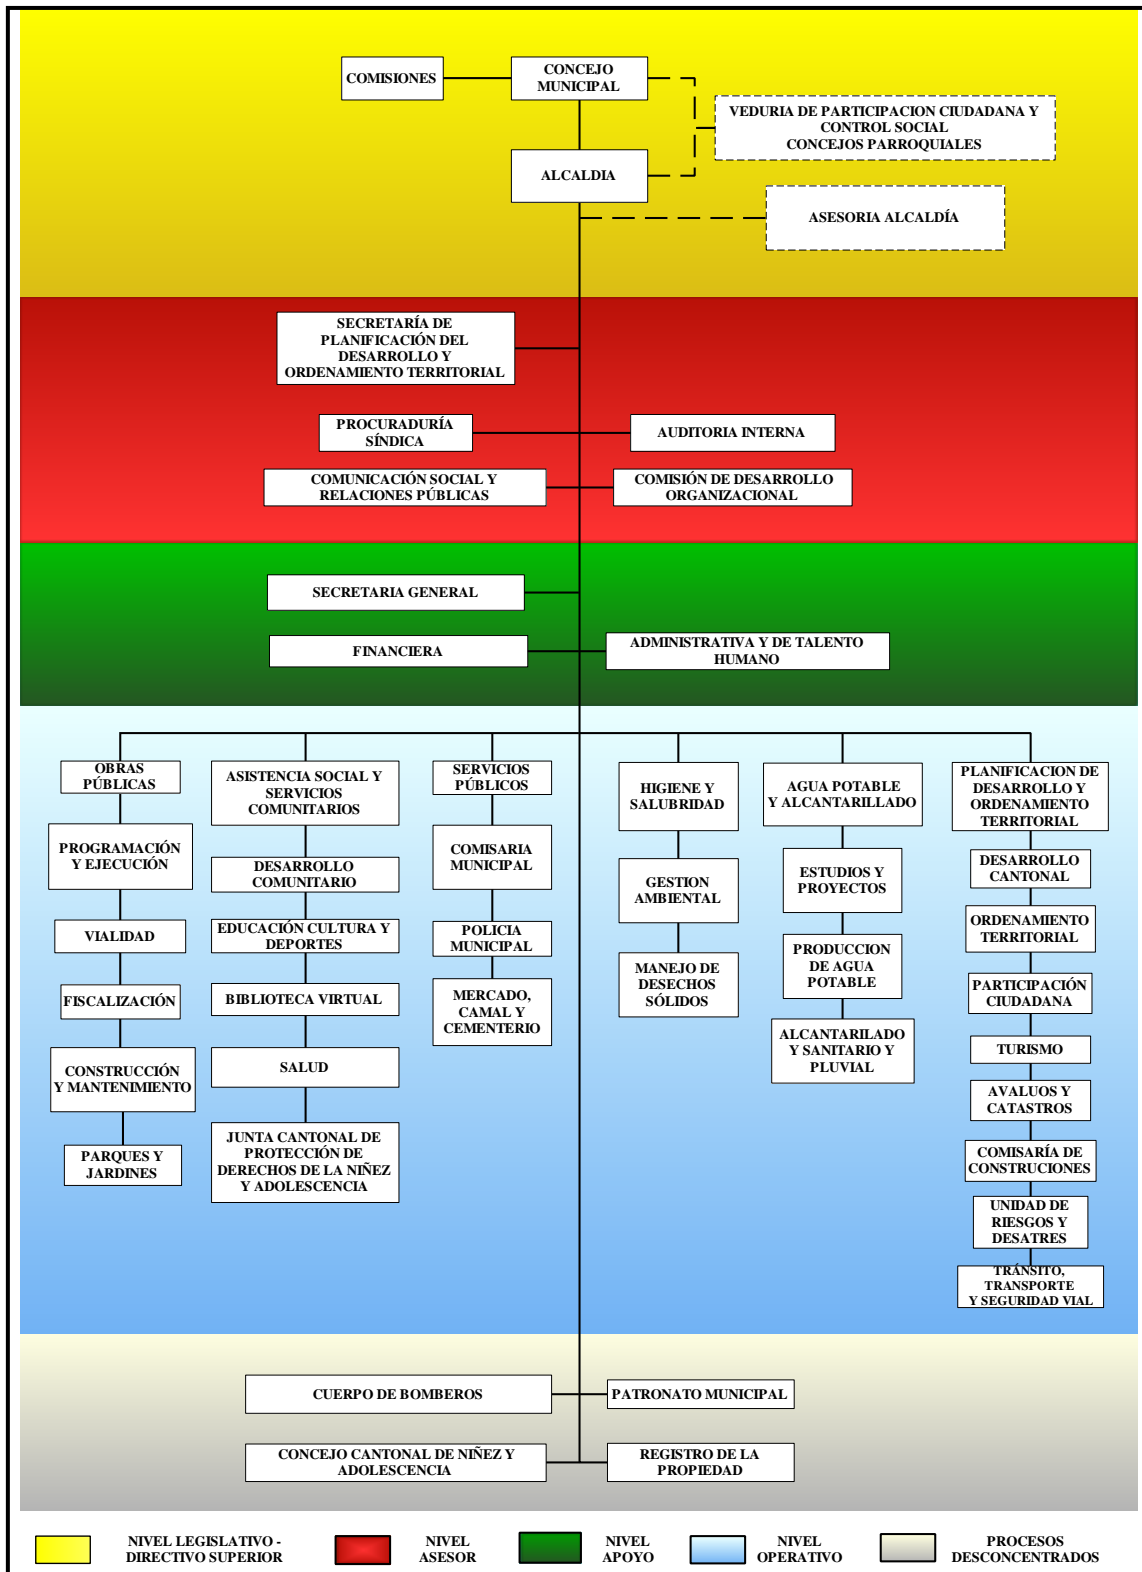 COMISIONES
CONCEJO
MUNICIPAL
VEDURIA DE PARTICIPACION CIUDADANA Y
CONTROL SOCIAL
CONCEJOS PARROQUIALES
ALCALDIA
ASESORIA ALCALDÍA
SECRETARÍA DE
PLANIFICACIÓN DEL
DESARROLLO Y
ORDENAMIENTO TERRITORIAL
PROCURADURÍA
SÍNDICA
AUDITORIA INTERNA
COMUNICACIÓN SOCIAL Y
RELACIONES PÚBLICAS
COMISIÓN DE DESARROLLO
ORGANIZACIONAL
SECRETARIA GENERAL
FINANCIERA
ADMINISTRATIVA Y DE TALENTO
HUMANO
OBRAS
PÚBLICAS
PROGRAMACIÓN
Y EJECUCIÓN
VIALIDAD
FISCALIZACIÓN
CONSTRUCCIÓN
Y MANTENIMIENTO
PARQUES Y
JARDINES
ASISTENCIA SOCIAL Y
SERVICIOS
COMUNITARIOS
DESARROLLO
COMUNITARIO
EDUCACIÓN CULTURA Y
DEPORTES
BIBLIOTECA VIRTUAL
SALUD
JUNTA CANTONAL DE
PROTECCIÓN DE
DERECHOS DE LA NIÑEZ
Y ADOLESCENCIA
SERVICIOS
PÚBLICOS
COMISARIA
MUNICIPAL
POLICIA
MUNICIPAL
MERCADO,
CAMAL Y
CEMENTERIO
HIGIENE Y
SALUBRIDAD
GESTION
AMBIENTAL
MANEJO DE
DESECHOS
SÓLIDOS
AGUA POTABLE
Y ALCANTARILLADO
ESTUDIOS Y
PROYECTOS
PRODUCCION
DE AGUA
POTABLE
ALCANTARILADO
Y SANITARIO Y
PLUVIAL
PLANIFICACION DE
DESARROLLO Y
ORDENAMIENTO
TERRITORIAL
DESARROLLO
CANTONAL
ORDENAMIENTO
TERRITORIAL
PARTICIPACIÓN
CIUDADANA
TURISMO
AVALUOS Y
CATASTROS
COMISARÍA DE
CONSTRUCIONES
UNIDAD DE
RIESGOS Y
DESATRES
TRÁNSITO,
TRANSPORTE
Y SEGURIDAD VIAL
CUERPO DE BOMBEROS
PATRONATO MUNICIPAL
CONCEJO CANTONAL DE NIÑEZ Y
ADOLESCENCIA
REGISTRO DE LA
PROPIEDAD
NIVEL LEGISLATIVO -
DIRECTIVO SUPERIOR
NIVEL
ASESOR
NIVEL
APOYO
NIVEL
OPERATIVO
PROCESOS
DESCONCENTRADOS